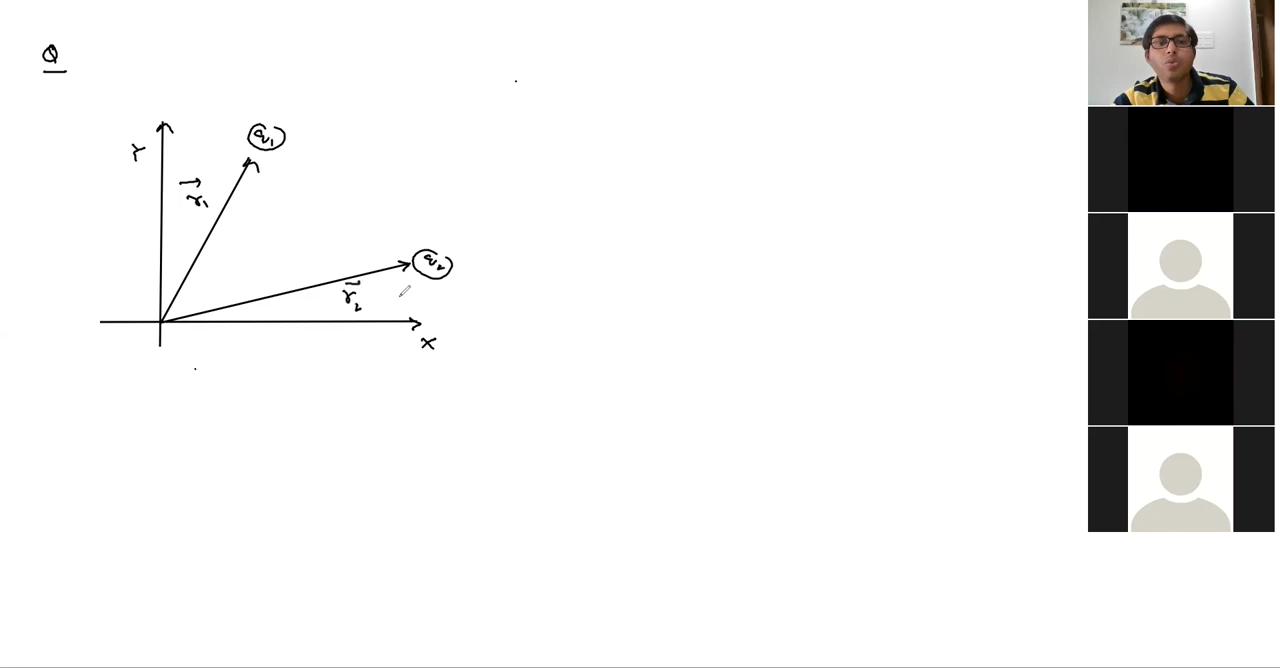 Q
q₁
Y
r₁
q₂
r₂
X